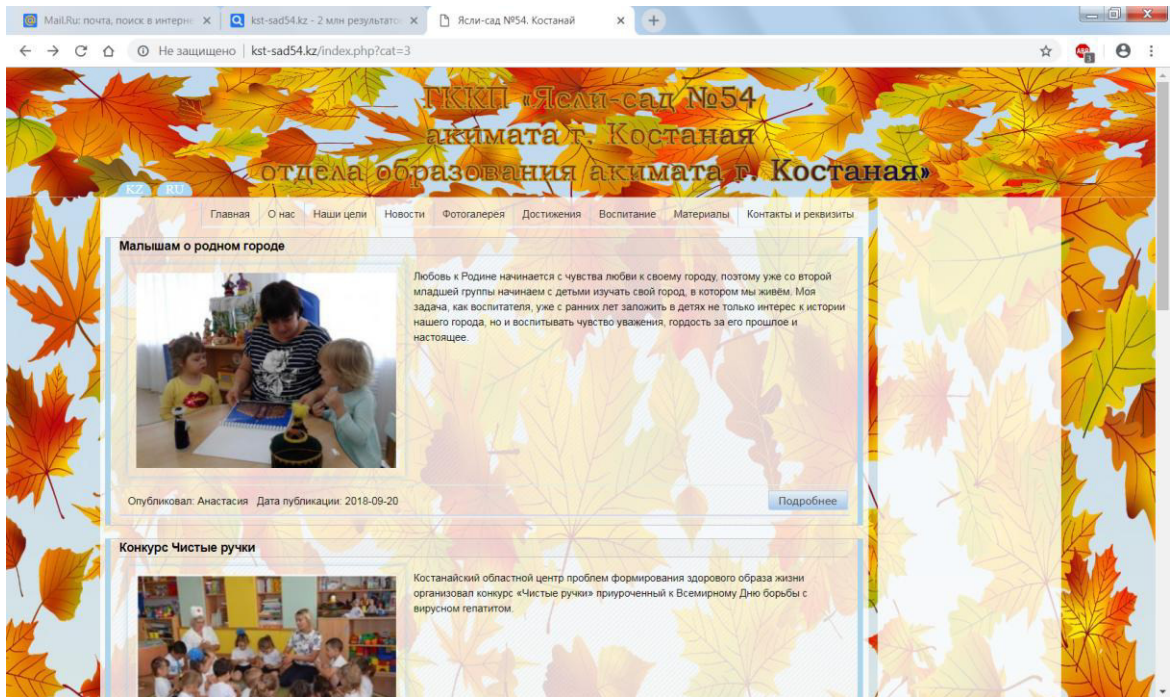 Mail.Ru: почта, поиск в интерне
kst-sad54.kz - 2 млн результато
Ясли-сад №54. Костанай
Не защищено | kst-sad54.kz/index.php?cat=3
ABP
3
ГККП «Ясли-сад №54
акимата г. Костаная
отдела образования акимата г. Костаная»
KZ RU
Главная О нас Наши цели Новости Фотогалерея Достижения Воспитание Материалы Контакты и реквизиты
Малышам о родном городе
Любовь к Родине начинается с чувства любви к своему городу, поэтому уже со второй
младшей группы начинаем с детьми изучать свой город, в котором мы живём. Моя
задача, как воспитателя, уже с ранних лет заложить в детях не только интерес к истории
нашего города, но и воспитывать чувство уважения, гордость за его прошлое и
настоящее.
Опубликовал: Анастасия Дата публикации: 2018-09-20
Подробнее
Конкурс Чистые ручки
Костанайский областной центр проблем формирования здорового образа жизни
организовал конкурс «Чистые ручки» приуроченный к Всемирному Дню борьбы с
вирусном гепатитом.